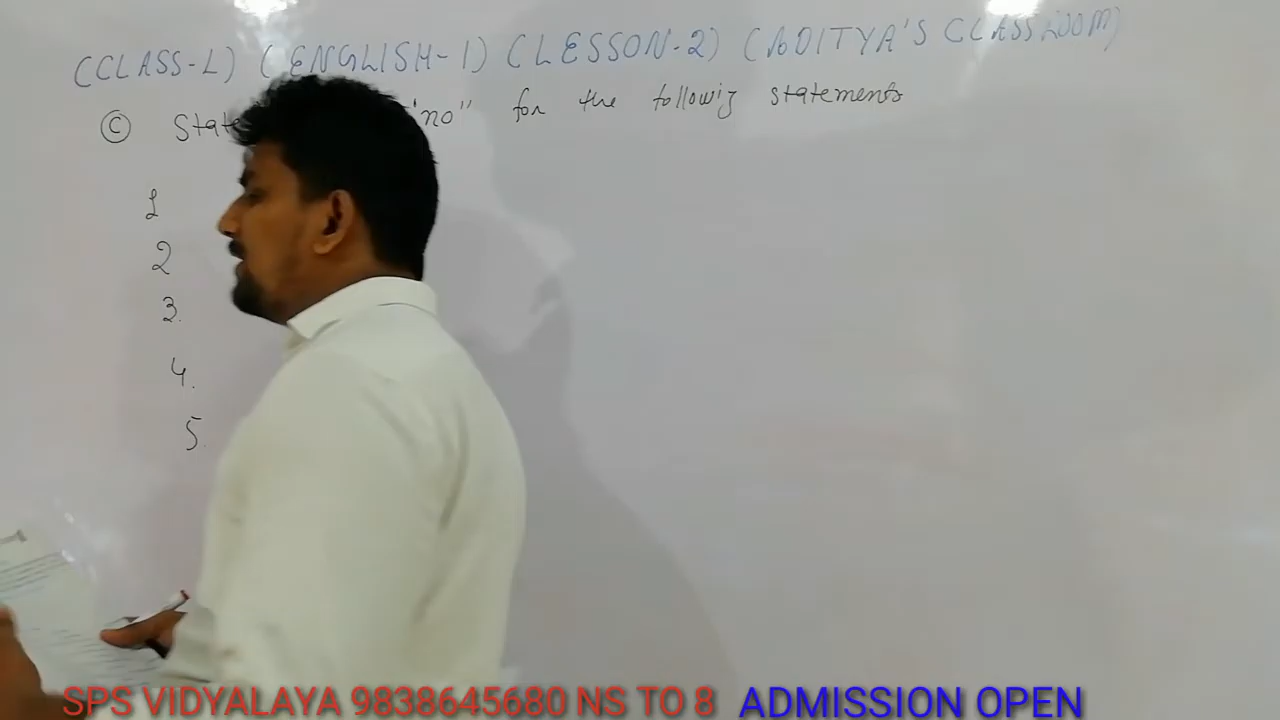 (CLASS-L) (ENGLISH-1) (LESSON-2) (ADITYA'S CLASSROOM)
© State "no" for the followig statements
1
2
3.
4.
5.
SPS VIDYALAYA 9838645680 NS TO 8 ADMISSION OPEN